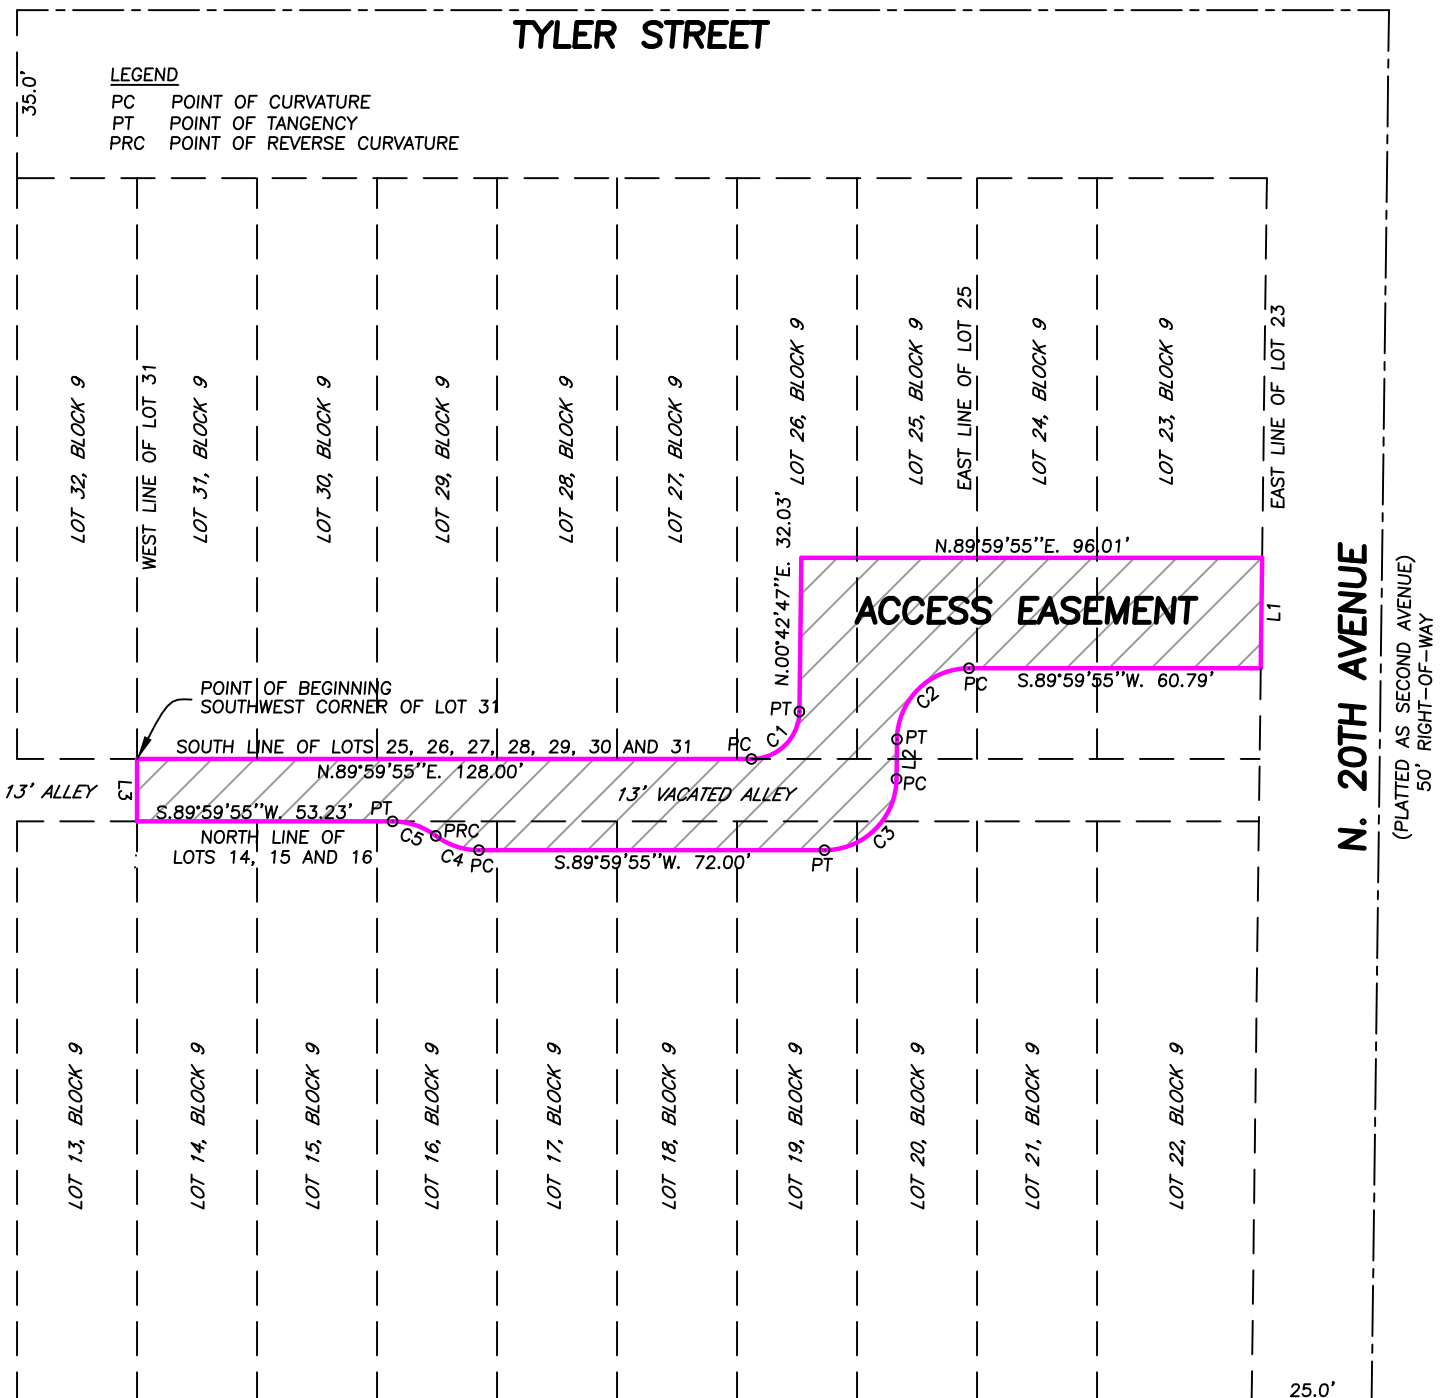 TYLER STREET
35.0'
LEGEND
PC POINT OF CURVATURE
PT POINT OF TANGENCY
PRC POINT OF REVERSE CURVATURE
LOT 32, BLOCK 9
WEST LINE OF LOT 31
LOT 31, BLOCK 9
LOT 30, BLOCK 9
LOT 29, BLOCK 9
LOT 28, BLOCK 9
LOT 27, BLOCK 9
LOT 26, BLOCK 9
LOT 25, BLOCK 9
EAST LINE OF LOT 25
LOT 24, BLOCK 9
LOT 23, BLOCK 9
EAST LINE OF LOT 23
N.00°42'47"E. 32.03'
N.89°59'55"E. 96.01'
ACCESS EASEMENT
L1
N. 20TH AVENUE
(PLATTED AS SECOND AVENUE)
50' RIGHT-OF-WAY
S.89°59'55"W. 60.79'
PC
C2
PT
C1
PC
PT
L2
PC
POINT OF BEGINNING
SOUTHWEST CORNER OF LOT 31
SOUTH LINE OF LOTS 25, 26, 27, 28, 29, 30 AND 31
N.89°59'55"E. 128.00'
13' ALLEY
L3
13' VACATED ALLEY
S.89°59'55"W. 53.23'
PT
C5
PRC
C4
PC
S.89°59'55"W. 72.00'
PT
C3
NORTH LINE OF
LOTS 14, 15 AND 16
LOT 13, BLOCK 9
LOT 14, BLOCK 9
LOT 15, BLOCK 9
LOT 16, BLOCK 9
LOT 17, BLOCK 9
LOT 18, BLOCK 9
LOT 19, BLOCK 9
LOT 20, BLOCK 9
LOT 21, BLOCK 9
LOT 22, BLOCK 9
25.0'